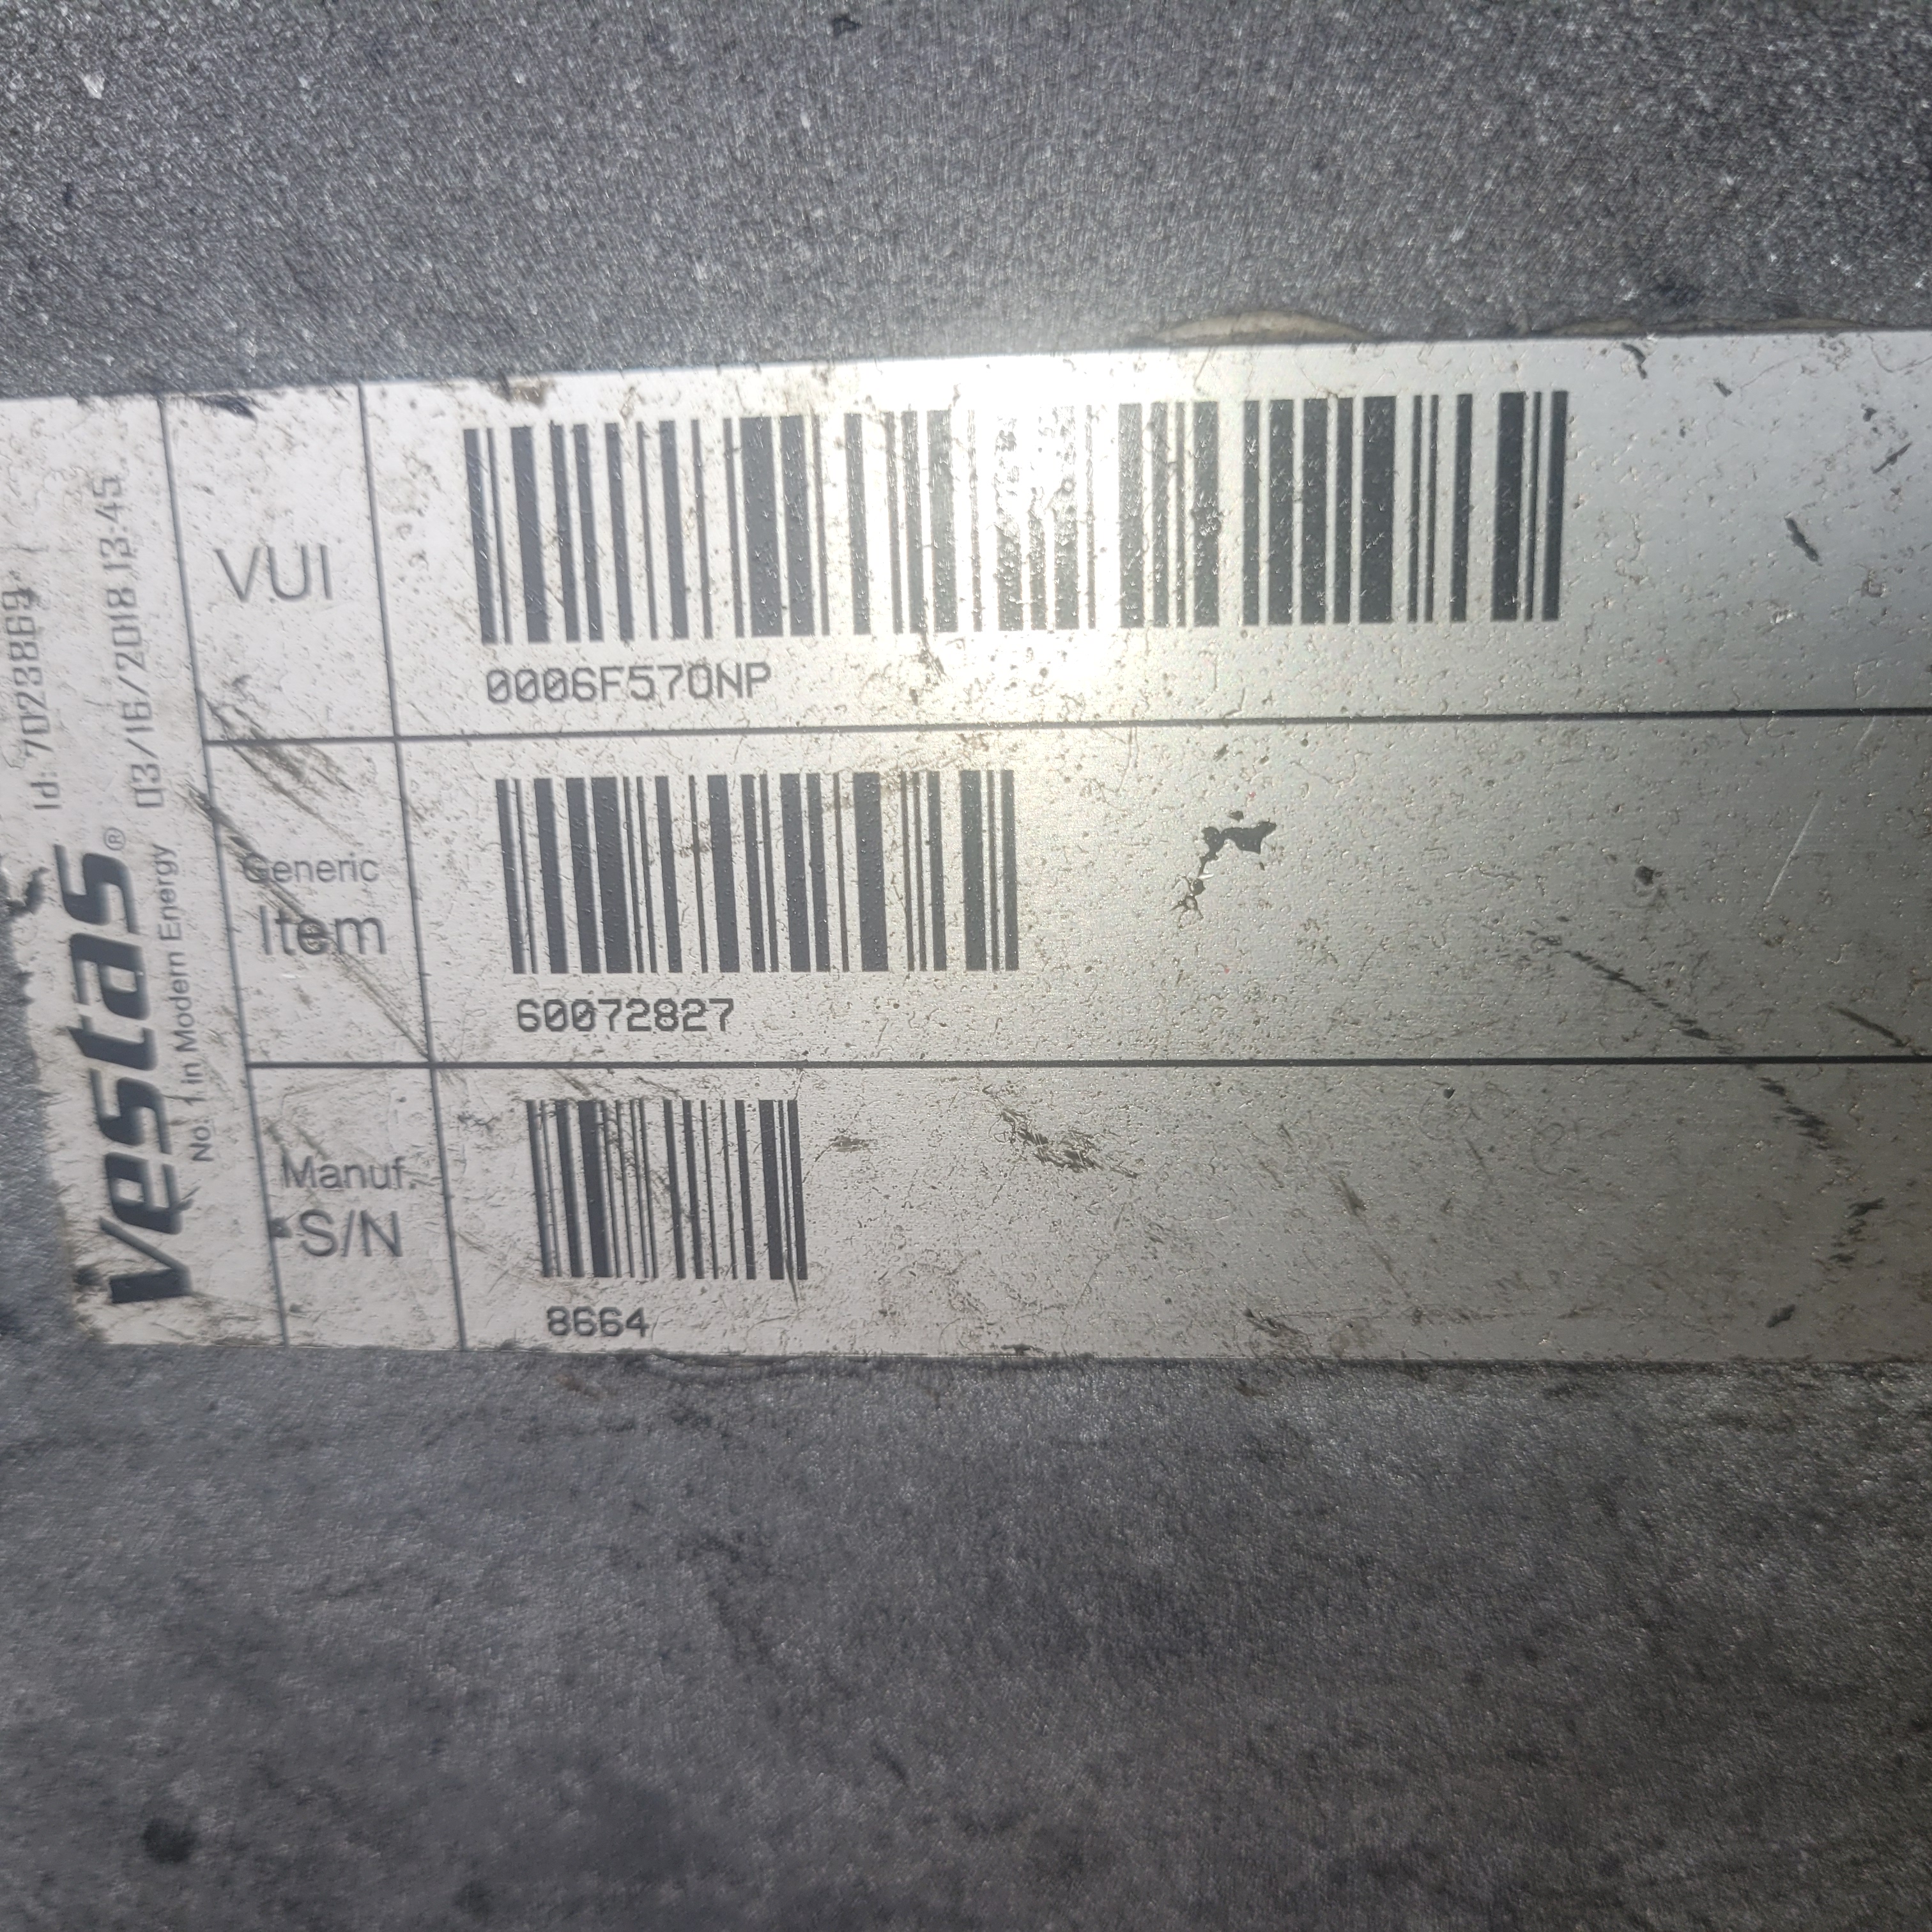 Vestas®
No. 1 in Modern Energy
Id: 70238869
03/16/2018 13:45
VUI
0006F570NP
Generic
Item
60072827
Manuf.
S/N
8664